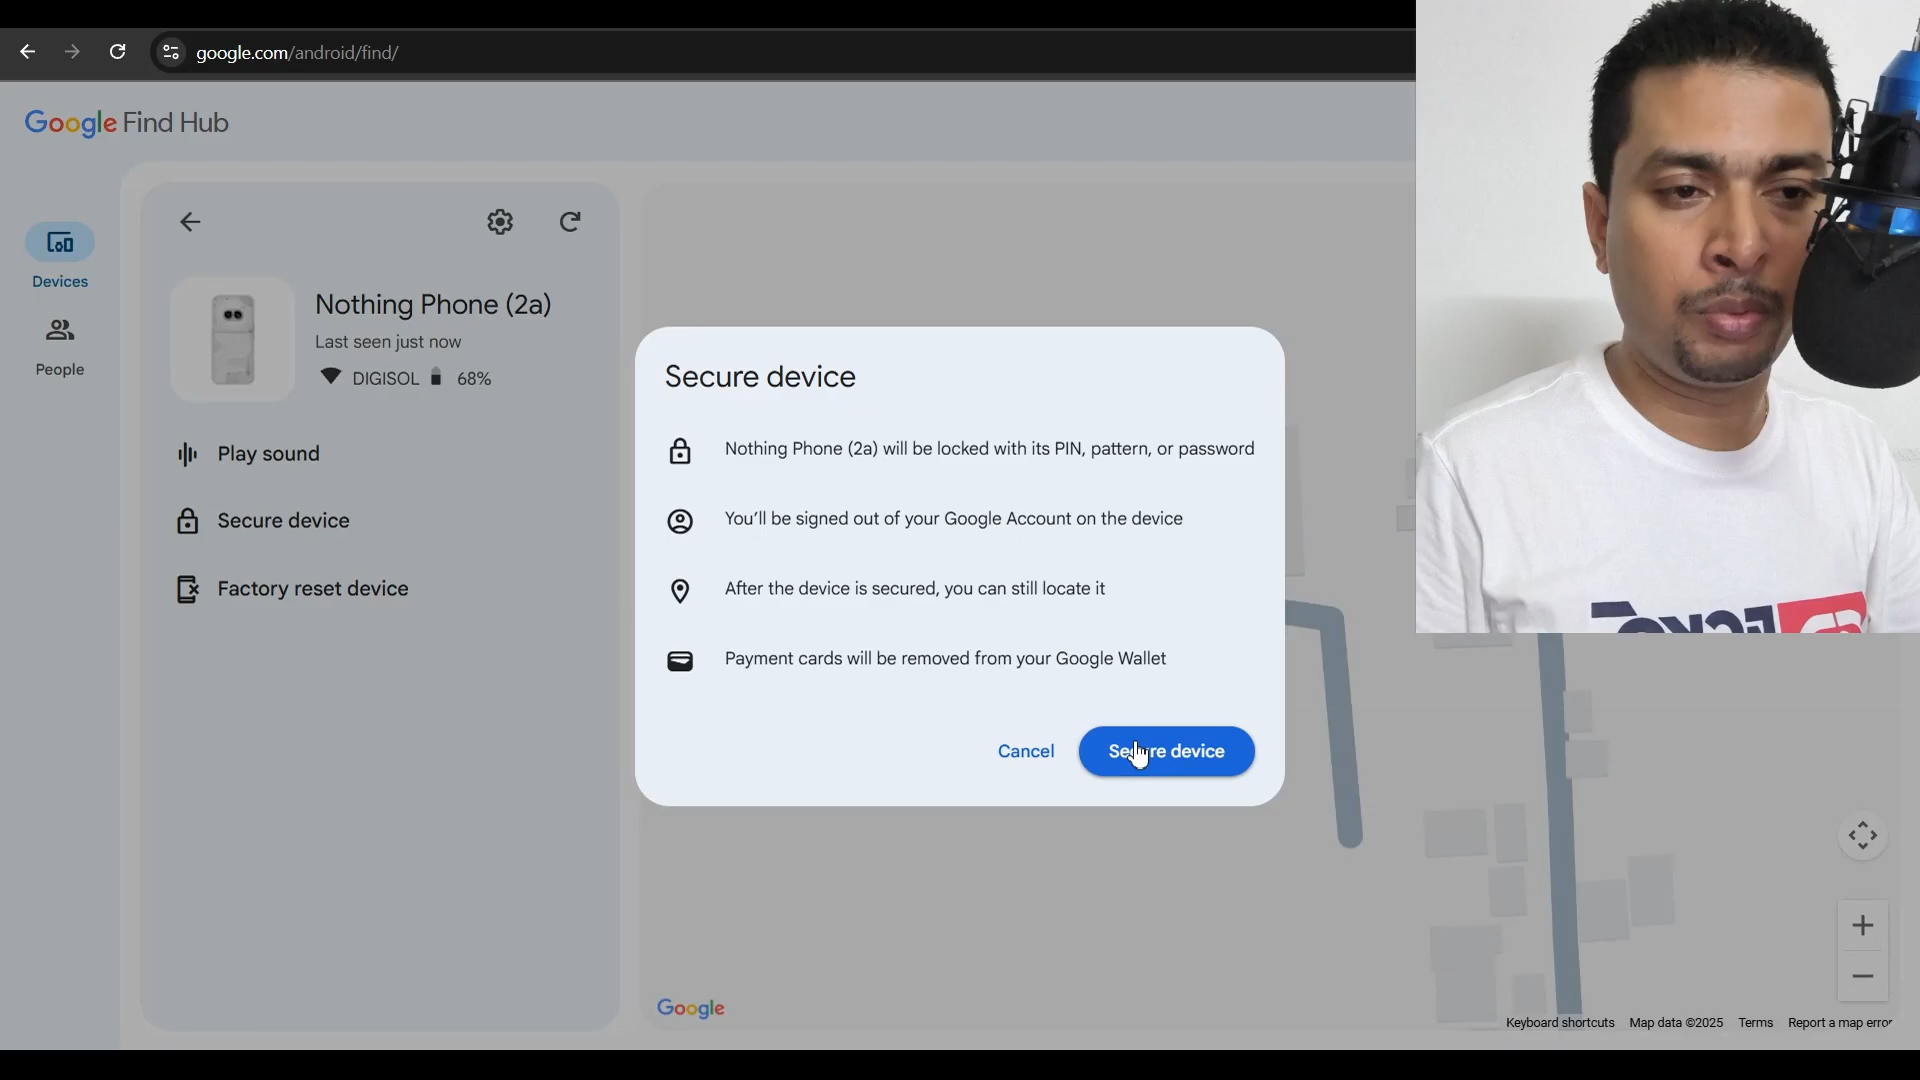 google.com/android/find/
Google Find Hub
Devices
People
Nothing Phone (2a)
Last seen just now
DIGISOL 68%
Play sound
Secure device
Factory reset device
Secure device
Nothing Phone (2a) will be locked with its PIN, pattern, or password
You'll be signed out of your Google Account on the device
After the device is secured, you can still locate it
Payment cards will be removed from your Google Wallet
Cancel
Secure device
Google
Keyboard shortcuts
Map data ©2025
Terms
Report a map error